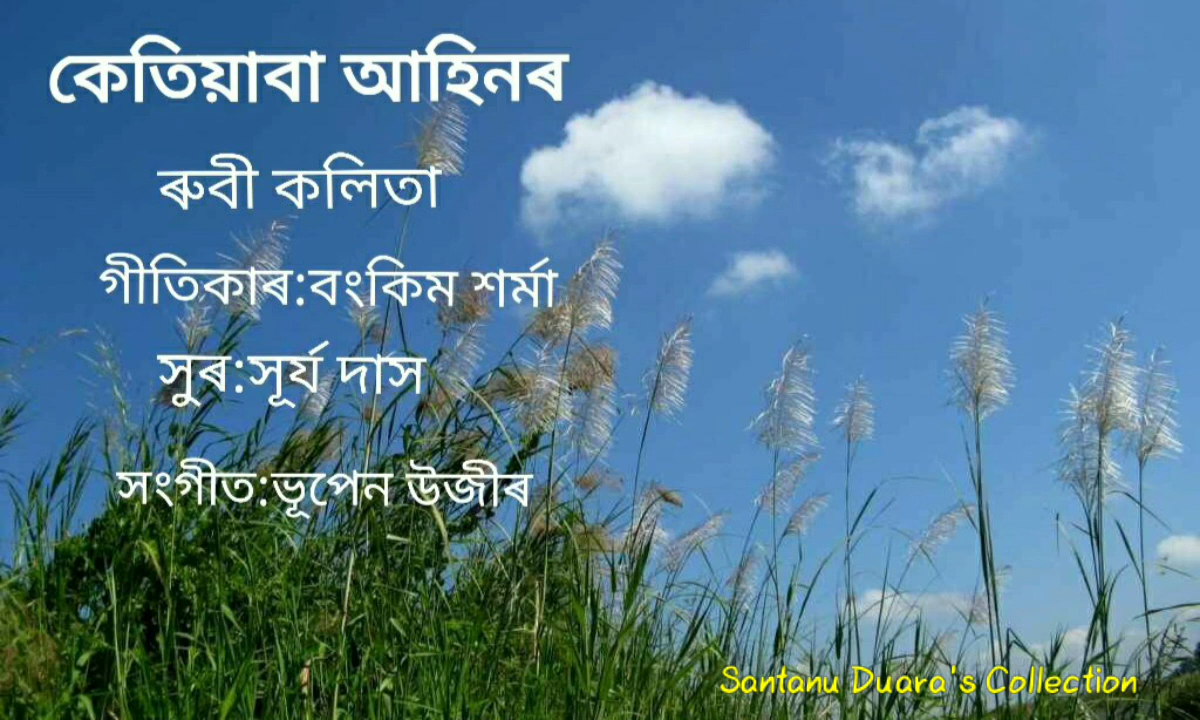 কেতিয়াবা আহিনৰ
ৰুবী কলিতা
গীতিকাৰ:বংকিম শৰ্মা
সুৰ:সূৰ্য দাস
সংগীত:ভূপেন উজীৰ
Santanu Duara's Collection